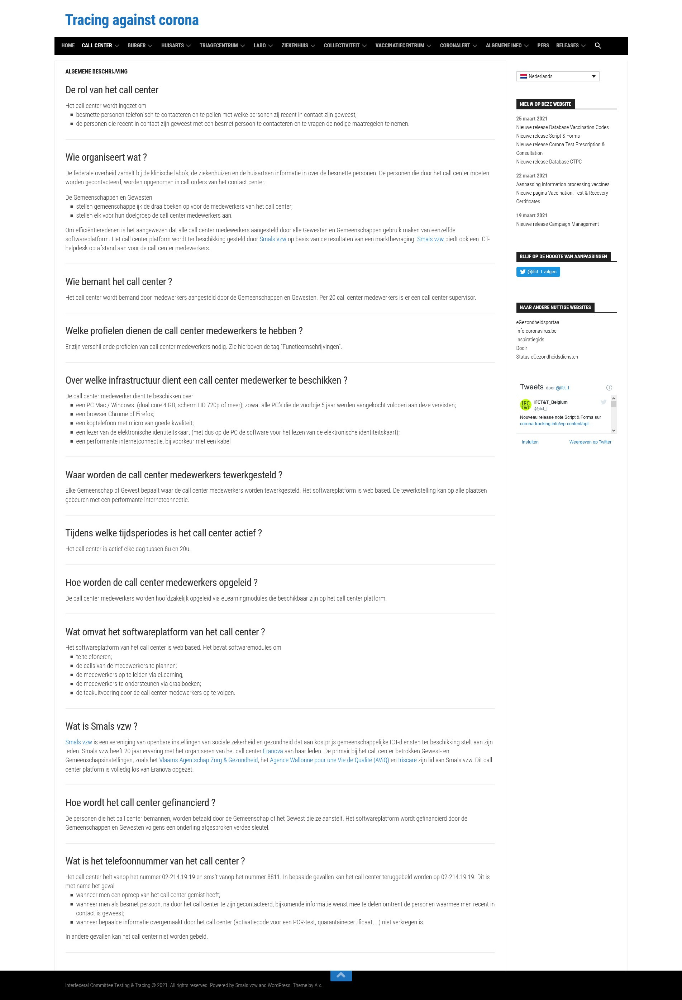 Tracing against corona
HOME CALL CENTER BURGER HUISARTS TRIAGECENTRUM LABO ZIEKENHUIS COLLECTIVITEIT VACCINATIECENTRUM CORONALERT ALGEMENE INFO PERS RELEASES
ALGEMENE BESCHRIJVING
De rol van het call center
Het call center wordt ingezet om
■ besmette personen telefonisch te contacteren en te peilen met welke personen zij recent in contact zijn geweest;
■ de personen die recent in contact zijn geweest met een besmet persoon te contacteren en te vragen de nodige maatregelen te nemen.
Wie organiseert wat ?
De federale overheid zamelt bij de klinische labo’s, de ziekenhuizen en de huisartsen informatie in over de besmette personen. De personen die door het call center moeten
worden gecontacteerd, worden opgenomen in call orders van het contact center.
De Gemeenschappen en Gewesten
■ stellen gemeenschappelijk de draaiboeken op voor de medewerkers van het call center;
■ stellen elk voor hun doelgroep de call center medewerkers aan.
Om efficiëntieredenen is het aangewezen dat alle call center medewerkers aangesteld door alle Gewesten en Gemeenschappen gebruik maken van eenzelfde
softwareplatform. Het call center platform wordt ter beschikking gesteld door Smals vzw op basis van de resultaten van een marktbevraging. Smals vzw biedt ook een ICT-
helpdesk op afstand aan voor de call center medewerkers.
Wie bemant het call center ?
Het call center wordt bemand door medewerkers aangesteld door de Gemeenschappen en Gewesten. Per 20 call center medewerkers is er een call center supervisor.
Welke profielen dienen de call center medewerkers te hebben ?
Er zijn verschillende profielen van call center medewerkers nodig. Zie hierboven de tag “Functieomschrijvingen”.
Over welke infrastructuur dient een call center medewerker te beschikken ?
De call center medewerker dient te beschikken over
■ een PC Mac / Windows (dual core 4 GB, scherm HD 720p of meer); zowat alle PC’s die de voorbije 5 jaar werden aangekocht voldoen aan deze vereisten;
■ een browser Chrome of Firefox;
■ een koptelefoon met micro van goede kwaliteit;
■ een lezer van de elektronische identiteitskaart (met dus op de PC de software voor het lezen van de elektronische identiteitskaart);
■ een performante internetconnectie, bij voorkeur met een kabel
Waar worden de call center medewerkers tewerkgesteld ?
Elke Gemeenschap of Gewest bepaalt waar de call center medewerkers worden tewerkgesteld. Het softwareplatform is web based. De tewerkstelling kan op alle plaatsen
gebeuren met een performante internetconnectie.
Tijdens welke tijdsperiodes is het call center actief ?
Het call center is actief elke dag tussen 8u en 20u.
Hoe worden de call center medewerkers opgeleid ?
De call center medewerkers worden hoofdzakelijk opgeleid via eLearningmodules die beschikbaar zijn op het call center platform.
Wat omvat het softwareplatform van het call center ?
Het softwareplatform van het call center is web based. Het bevat softwaremodules om
■ te telefoneren;
■ de calls van de medewerkers te plannen;
■ de medewerkers op te leiden via eLearning;
■ de medewerkers te ondersteunen via draaiboeken;
■ de taakuitvoering door de call center medewerkers op te volgen.
Wat is Smals vzw ?
Smals vzw is een vereniging van openbare instellingen van sociale zekerheid en gezondheid dat aan kostprijs gemeenschappelijke ICT-diensten ter beschikking stelt aan zijn
leden. Smals vzw heeft 20 jaar ervaring met het organiseren van het call center Eranova aan haar leden. De primair bij het call center betrokken Gewest- en
Gemeenschapsinstellingen, zoals het Vlaams Agentschap Zorg & Gezondheid, het Agence Wallonne pour une Vie de Qualité (AViQ) en Iriscare zijn lid van Smals vzw. Dit call
center platform is volledig los van Eranova opgezet.
Hoe wordt het call center gefinancierd ?
De personen die het call center bemannen, worden betaald door de Gemeenschap of het Gewest die ze aanstelt. Het softwareplatform wordt gefinancierd door de
Gemeenschappen en Gewesten volgens een onderling afgesproken verdeelsleutel.
Wat is het telefoonnummer van het call center ?
Het call center belt vanop het nummer 02-214.19.19 en sms’t vanop het nummer 8811. In bepaalde gevallen kan het call center teruggebeld worden op 02-214.19.19. Dit is
met name het geval
■ wanneer men een oproep van het call center gemist heeft;
■ wanneer men als besmet persoon, na door het call center te zijn gecontacteerd, bijkomende informatie wenst mee te delen omtrent de personen waarmee men recent in
contact is geweest;
■ wanneer bepaalde informatie overgemaakt door het call center (activatiecode voor een PCR-test, quarantainecertificaat, …) niet verkregen is.
In andere gevallen kan het call center niet worden gebeld.
Nederlands
NIEUW OP DEZE WEBSITE
25 maart 2021
Nieuwe release Database Vaccination Codes
Nieuwe release Script & Forms
Nieuwe release Corona Test Prescription &
Consultation
Nieuwe release Database CTPC
22 maart 2021
Aanpassing Information processing vaccines
Nieuwe pagina Vaccination, Test & Recovery
Certificates
19 maart 2021
Nieuwe release Campaign Management
BLIJF OP DE HOOGTE VAN AANPASSINGEN
@ifct_t volgen
NAAR ANDERE NUTTIGE WEBSITES
eGezondheidsportaal
Info-coronavirus.be
Inspiratiegids
Doclr
Status eGezondheidsdiensten
Tweets door @ifct_t
IFC
T&T
IFCT&T_Belgium
@ifct_t
Nouveau release note Script & Forms sur
corona-tracking.info/wp-content/upl…
Insluiten Weergeven op Twitter
Interfederal Committee Testing & Tracing © 2021. All rights reserved. Powered by Smals vzw and WordPress. Theme by Alx.